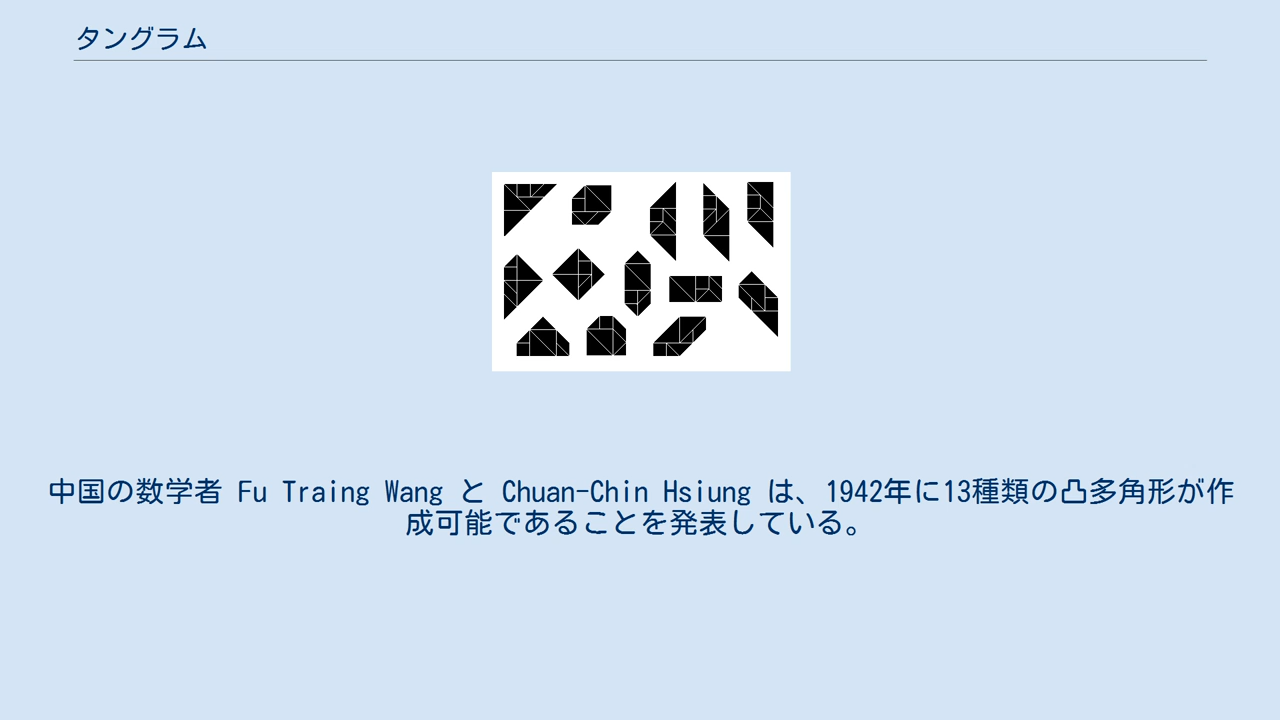 タングラム
中国の数学者 Fu Traing Wang と Chuan-Chin Hsiung は、1942年に13種類の凸多角形が作
成可能であることを発表している。